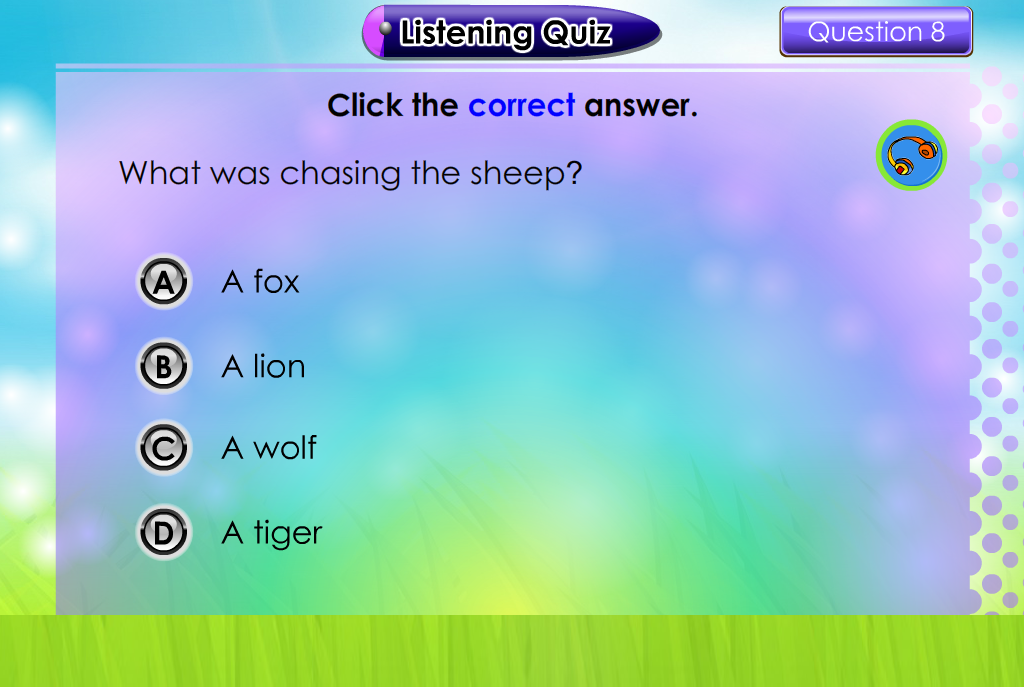 Listening Quiz
Question 8
Click the correct answer.
What was chasing the sheep?
A A fox
B A lion
C A wolf
D A tiger